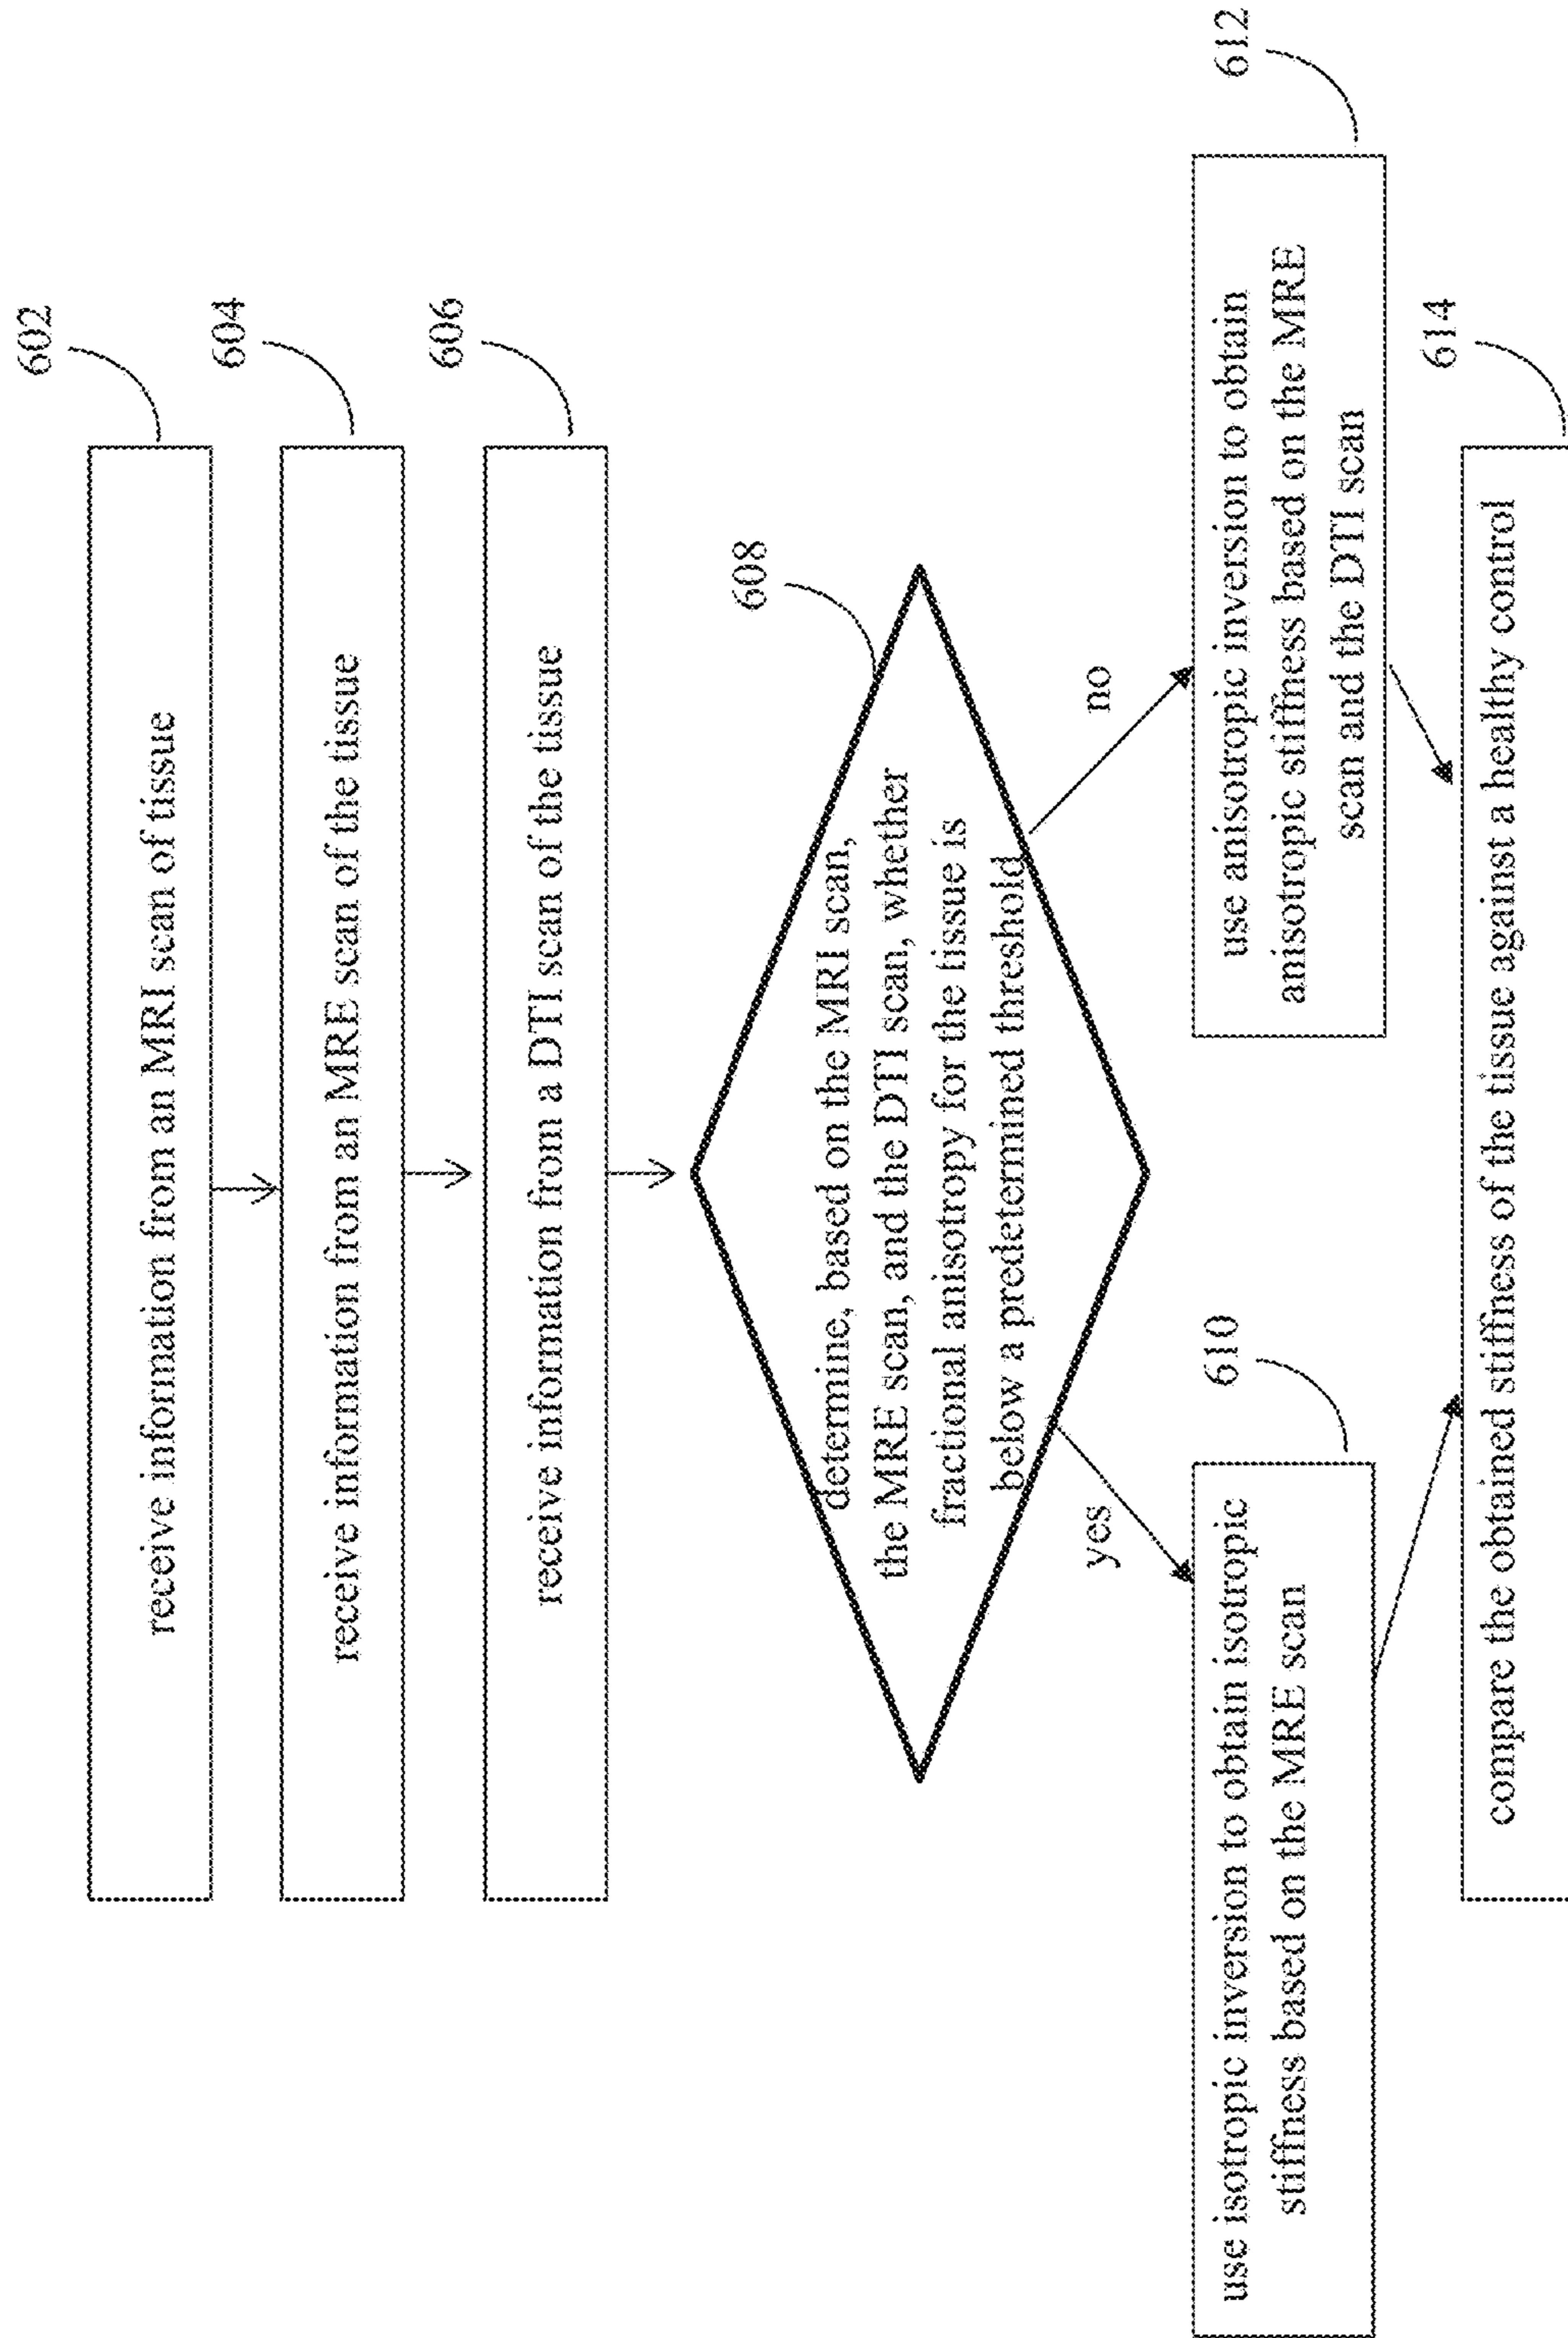 602
receive information from an MRI scan of tissue
604
receive information from an MRE scan of the tissue
606
receive information from a DTI scan of the tissue
608
determine, based on the MRI scan,
the MRE scan, and the DTI scan, whether
fractional anisotropy for the tissue is
below a predetermined threshold
yes
no
610
use isotropic inversion to obtain isotropic
stiffness based on the MRE scan
612
use anisotropic inversion to obtain
anisotropic stiffness based on the MRE
scan and the DTI scan
614
compare the obtained stiffness of the tissue against a healthy control